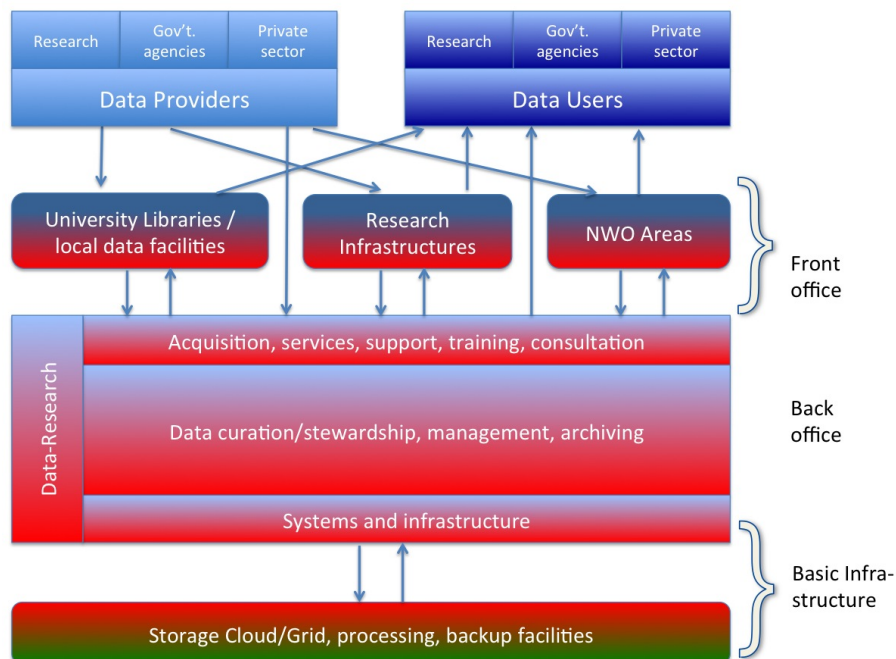 Research
Gov't.
agencies
Private
sector
Research
Gov't.
agencies
Private
sector
Data Providers
Data Users
University Libraries /
local data facilities
Research
Infrastructures
NWO Areas
Front
office
Data-Research
Acquisition, services, support, training, consultation
Data curation/stewardship, management, archiving
Back
office
Systems and infrastructure
Basic Infra-
structure
Storage Cloud/Grid, processing, backup facilities